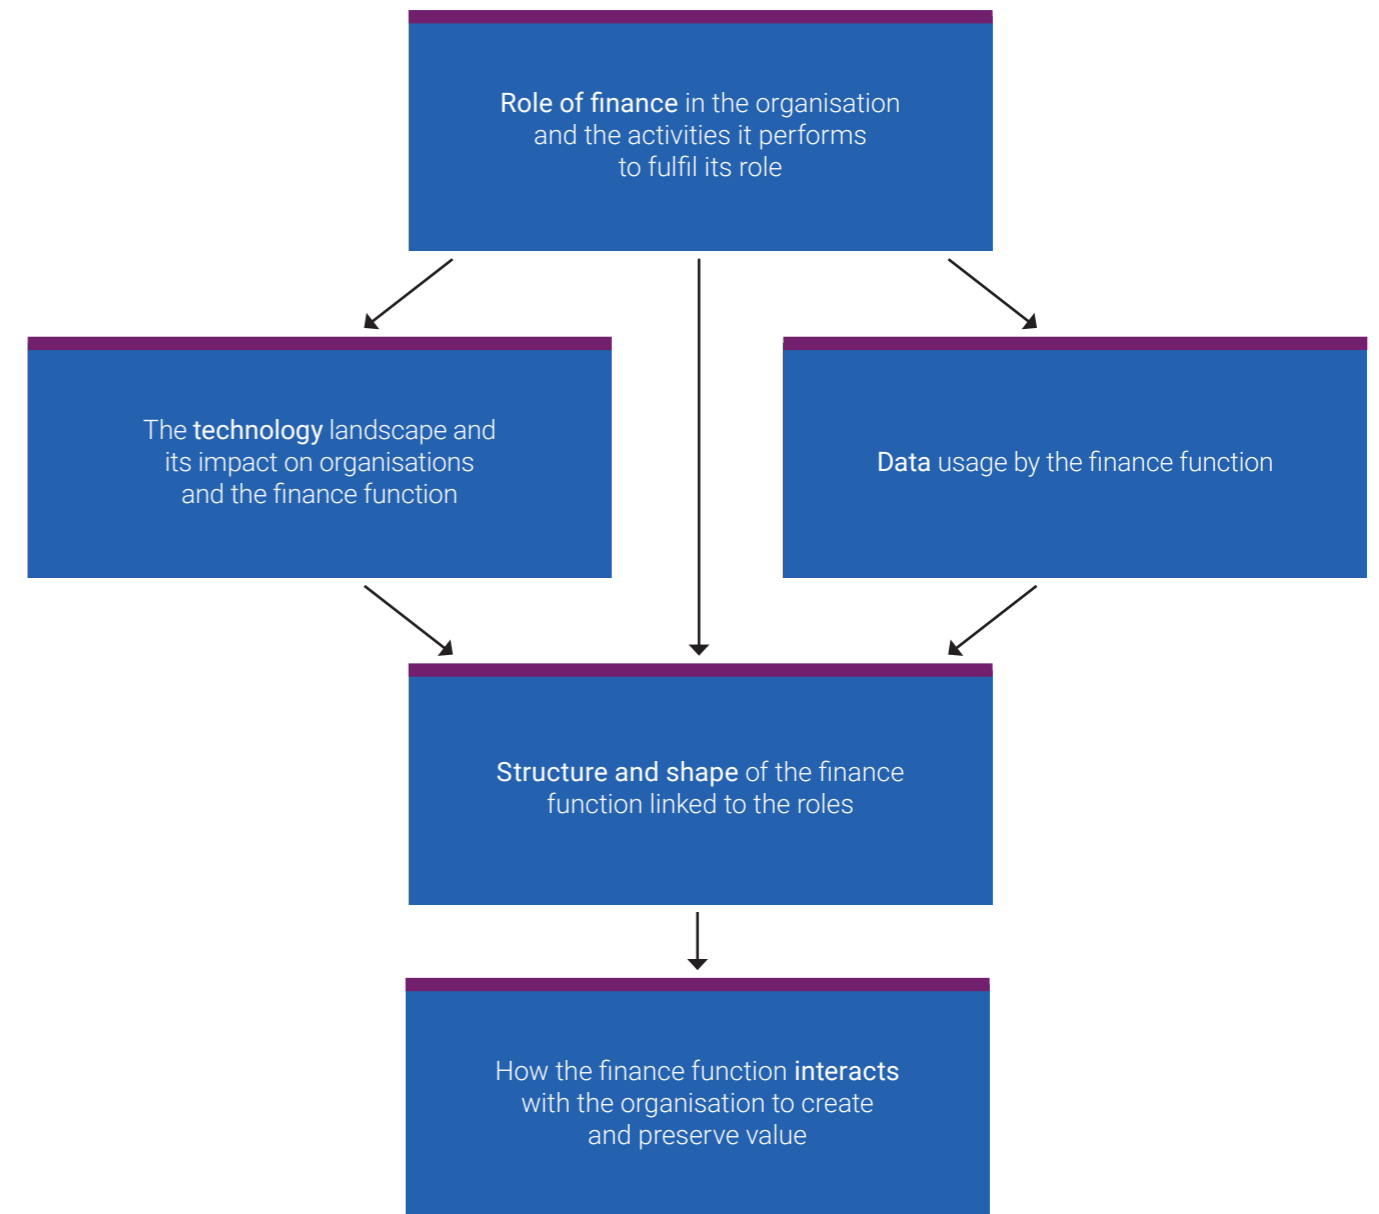 Role of finance in the organisation
and the activities it performs
to fulfil its role
The technology landscape and
its impact on organisations
and the finance function
Data usage by the finance function
Structure and shape of the finance
function linked to the roles
How the finance function interacts
with the organisation to create
and preserve value